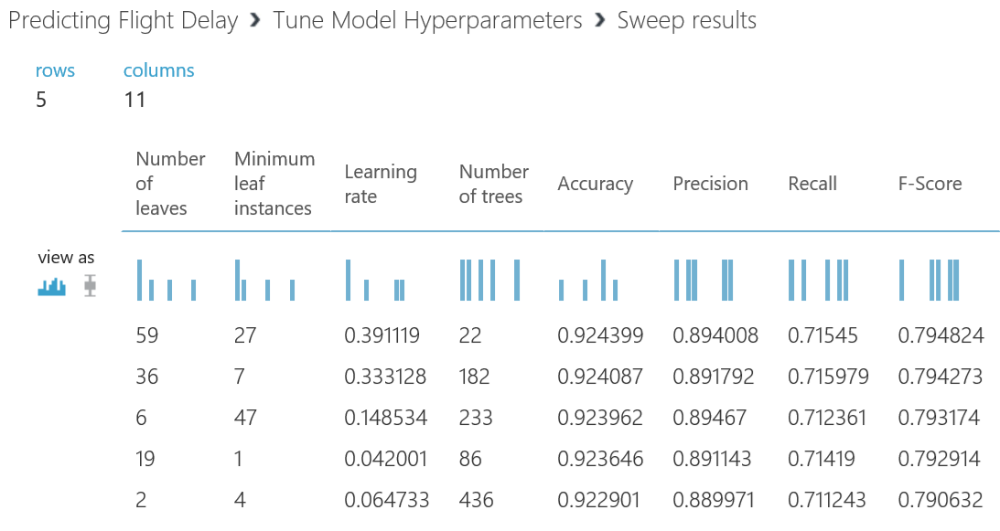 Predicting Flight Delay › Tune Model Hyperparameters › Sweep results
rows columns
5 11
Number of leaves Minimum leaf instances Learning rate Number of trees Accuracy Precision Recall F-Score
view as
59 27 0.391119 22 0.924399 0.894008 0.71545 0.794824
36 7 0.333128 182 0.924087 0.891792 0.715979 0.794273
6 47 0.148534 233 0.923962 0.89467 0.712361 0.793174
19 1 0.042001 86 0.923646 0.891143 0.71419 0.792914
2 4 0.064733 436 0.922901 0.889971 0.711243 0.790632